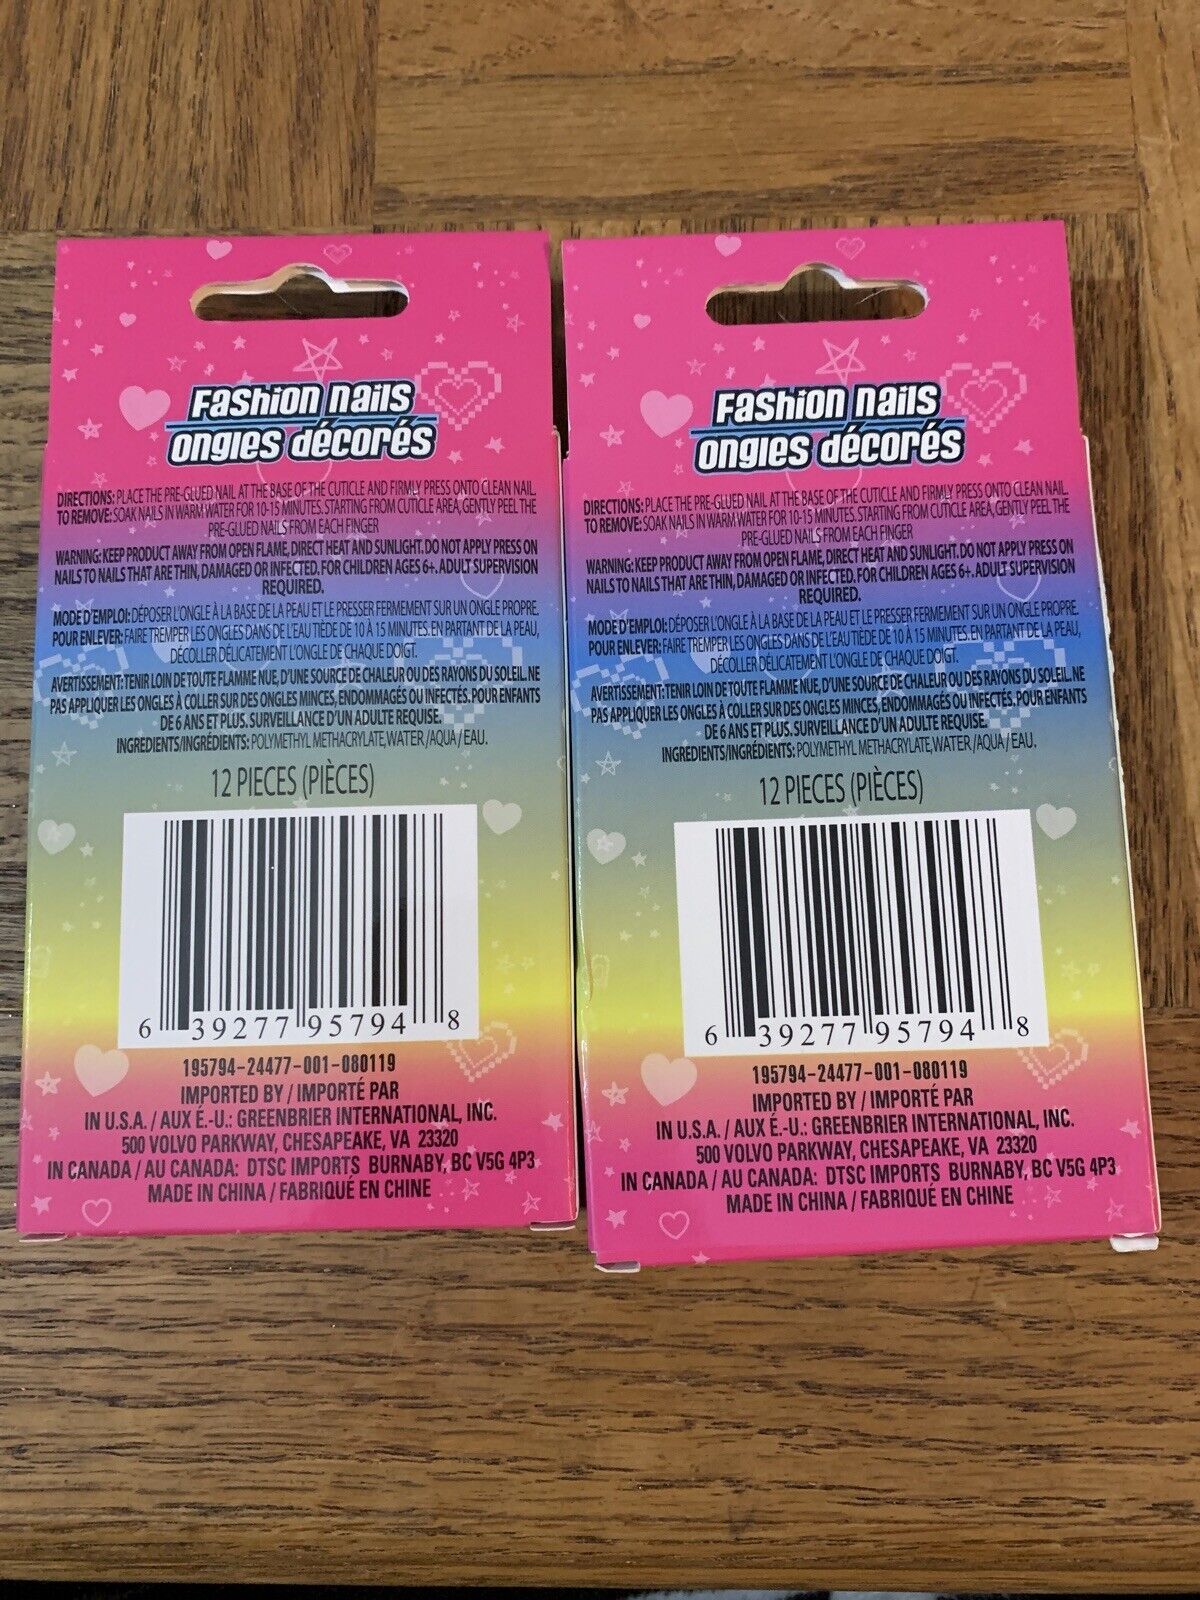 Fashion nails
ongles décorés
DIRECTIONS: PLACE THE PRE-GLUED NAIL AT THE BASE OF THE CUTICLE AND FIRMLY PRESS ONTO CLEAN NAIL.
TO REMOVE: SOAK NAILS IN WARM WATER FOR 10-15 MINUTES. STARTING FROM CUTICLE AREA, GENTLY PEEL THE
PRE-GLUED NAILS FROM EACH FINGER
WARNING: KEEP PRODUCT AWAY FROM OPEN FLAME, DIRECT HEAT AND SUNLIGHT. DO NOT APPLY PRESS ON
NAILS TO NAILS THAT ARE THIN, DAMAGED OR INFECTED. FOR CHILDREN AGES 6+. ADULT SUPERVISION
REQUIRED.
MODE D'EMPLOI: DÉPOSER L'ONGLE À LA BASE DE LA PEAU ET LE PRESSER FERMEMENT SUR UN ONGLE PROPRE.
POUR ENLEVER: FAIRE TREMPER LES ONGLES DANS DE L'EAU TIÈDE DE 10 À 15 MINUTES. EN PARTANT DE LA PEAU,
DÉCOLLER DÉLICATEMENT L'ONGLE DE CHAQUE DOIGT.
AVERTISSEMENT: TENIR LOIN DE TOUTE FLAMME NUE, D'UNE SOURCE DE CHALEUR OU DES RAYONS DU SOLEIL. NE
PAS APPLIQUER LES ONGLES À COLLER SUR DES ONGLES MINCES, ENDOMMAGÉS OU INFECTÉS. POUR ENFANTS
DE 6 ANS ET PLUS. SURVEILLANCE D'UN ADULTE REQUISE.
INGREDIENTS/INGRÉDIENTS: POLYMETHYL METHACRYLATE, WATER /AQUA / EAU.
12 PIECES (PIÈCES)
6 39277 95794 8
195794-24477-001-080119
IMPORTED BY / IMPORTÉ PAR
IN U.S.A. / AUX É.-U.: GREENBRIER INTERNATIONAL, INC.
500 VOLVO PARKWAY, CHESAPEAKE, VA 23320
IN CANADA / AU CANADA: DTSC IMPORTS BURNABY, BC V5G 4P3
MADE IN CHINA / FABRIQUÉ EN CHINE
Fashion nails
ongles décorés
DIRECTIONS: PLACE THE PRE-GLUED NAIL AT THE BASE OF THE CUTICLE AND FIRMLY PRESS ONTO CLEAN NAIL.
TO REMOVE: SOAK NAILS IN WARM WATER FOR 10-15 MINUTES. STARTING FROM CUTICLE AREA, GENTLY PEEL THE
PRE-GLUED NAILS FROM EACH FINGER
WARNING: KEEP PRODUCT AWAY FROM OPEN FLAME, DIRECT HEAT AND SUNLIGHT. DO NOT APPLY PRESS ON
NAILS TO NAILS THAT ARE THIN, DAMAGED OR INFECTED. FOR CHILDREN AGES 6+. ADULT SUPERVISION
REQUIRED.
MODE D'EMPLOI: DÉPOSER L'ONGLE À LA BASE DE LA PEAU ET LE PRESSER FERMEMENT SUR UN ONGLE PROPRE.
POUR ENLEVER: FAIRE TREMPER LES ONGLES DANS DE L'EAU TIÈDE DE 10 À 15 MINUTES. EN PARTANT DE LA PEAU,
DÉCOLLER DÉLICATEMENT L'ONGLE DE CHAQUE DOIGT.
AVERTISSEMENT: TENIR LOIN DE TOUTE FLAMME NUE, D'UNE SOURCE DE CHALEUR OU DES RAYONS DU SOLEIL. NE
PAS APPLIQUER LES ONGLES À COLLER SUR DES ONGLES MINCES, ENDOMMAGÉS OU INFECTÉS. POUR ENFANTS
DE 6 ANS ET PLUS. SURVEILLANCE D'UN ADULTE REQUISE.
INGREDIENTS/INGRÉDIENTS: POLYMETHYL METHACRYLATE, WATER /AQUA / EAU.
12 PIECES (PIÈCES)
6 39277 95794 8
195794-24477-001-080119
IMPORTED BY / IMPORTÉ PAR
IN U.S.A. / AUX É.-U.: GREENBRIER INTERNATIONAL, INC.
500 VOLVO PARKWAY, CHESAPEAKE, VA 23320
IN CANADA / AU CANADA: DTSC IMPORTS BURNABY, BC V5G 4P3
MADE IN CHINA / FABRIQUÉ EN CHINE